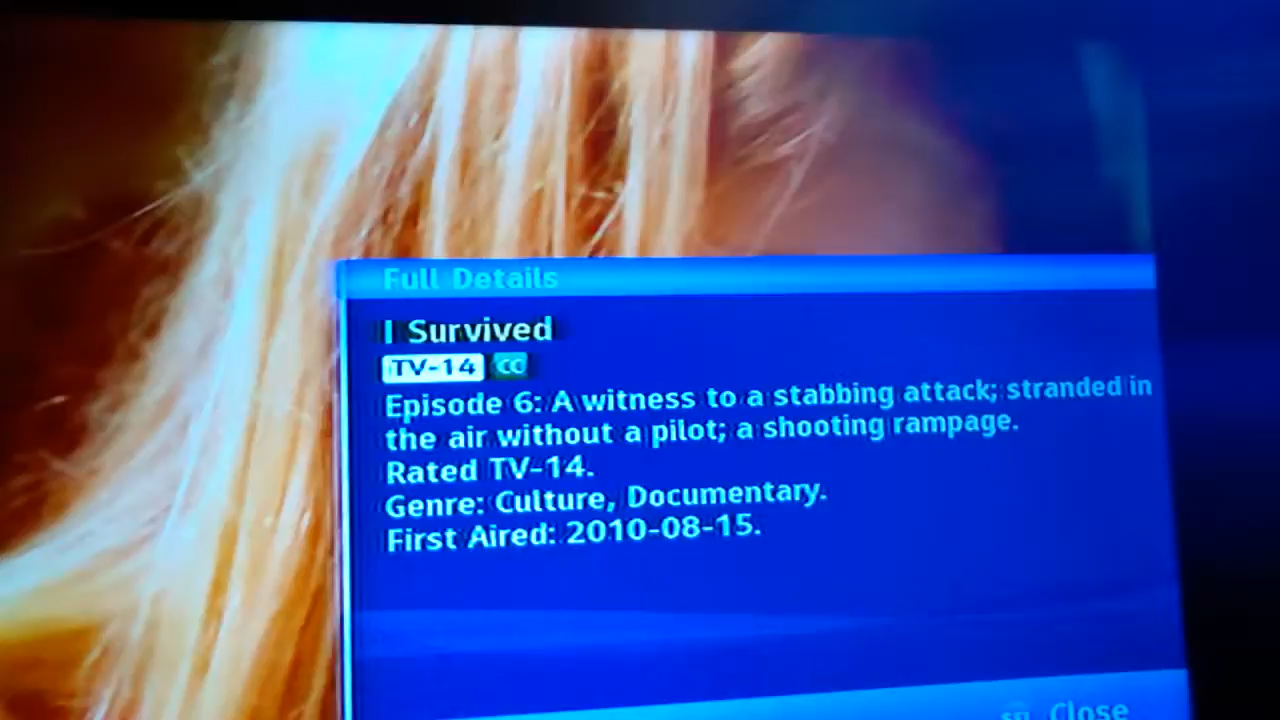 Full Details
I Survived
TV-14 CC
Episode 6: A witness to a stabbing attack; stranded in
the air without a pilot; a shooting rampage.
Rated TV-14.
Genre: Culture, Documentary.
First Aired: 2010-08-15.
SEL Close